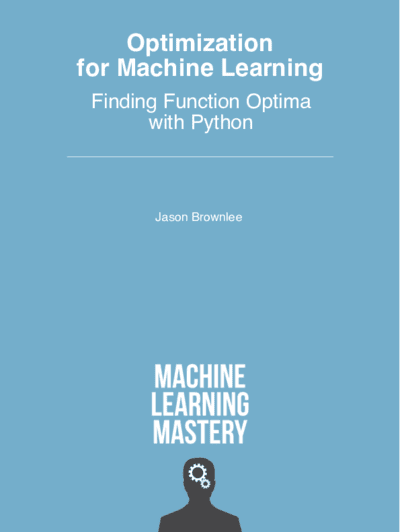 Optimization
for Machine Learning
Finding Function Optima
with Python
Jason Brownlee
MACHINE
LEARNING
MASTERY